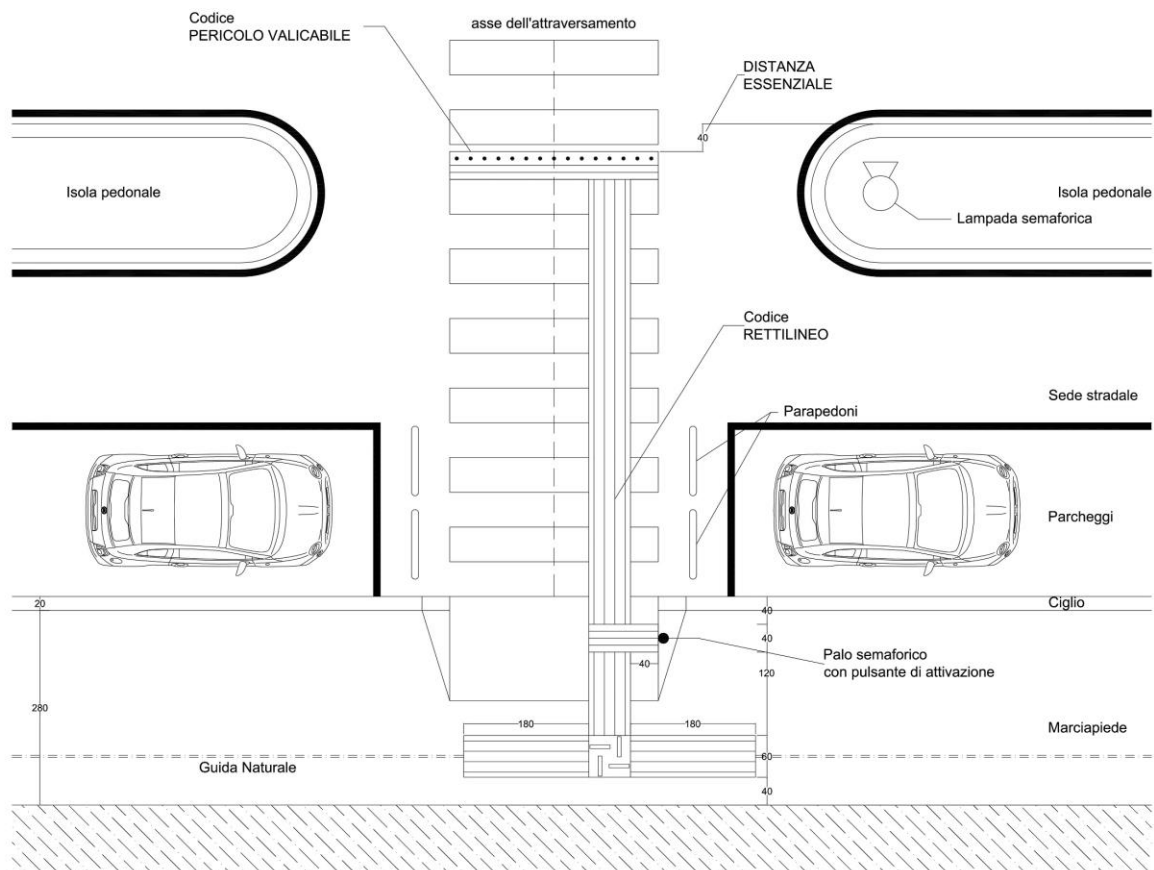 Codice
PERICOLO VALICABILE
asse dell'attraversamento
DISTANZA
ESSENZIALE
40
Isola pedonale
Isola pedonale
Lampada semaforica
Codice
RETTILINEO
Sede stradale
Parapedoni
Parcheggi
20
40
Ciglio
40
40
Palo semaforico
con pulsante di attivazione
120
280
180
180
Marciapiede
Guida Naturale
60
40